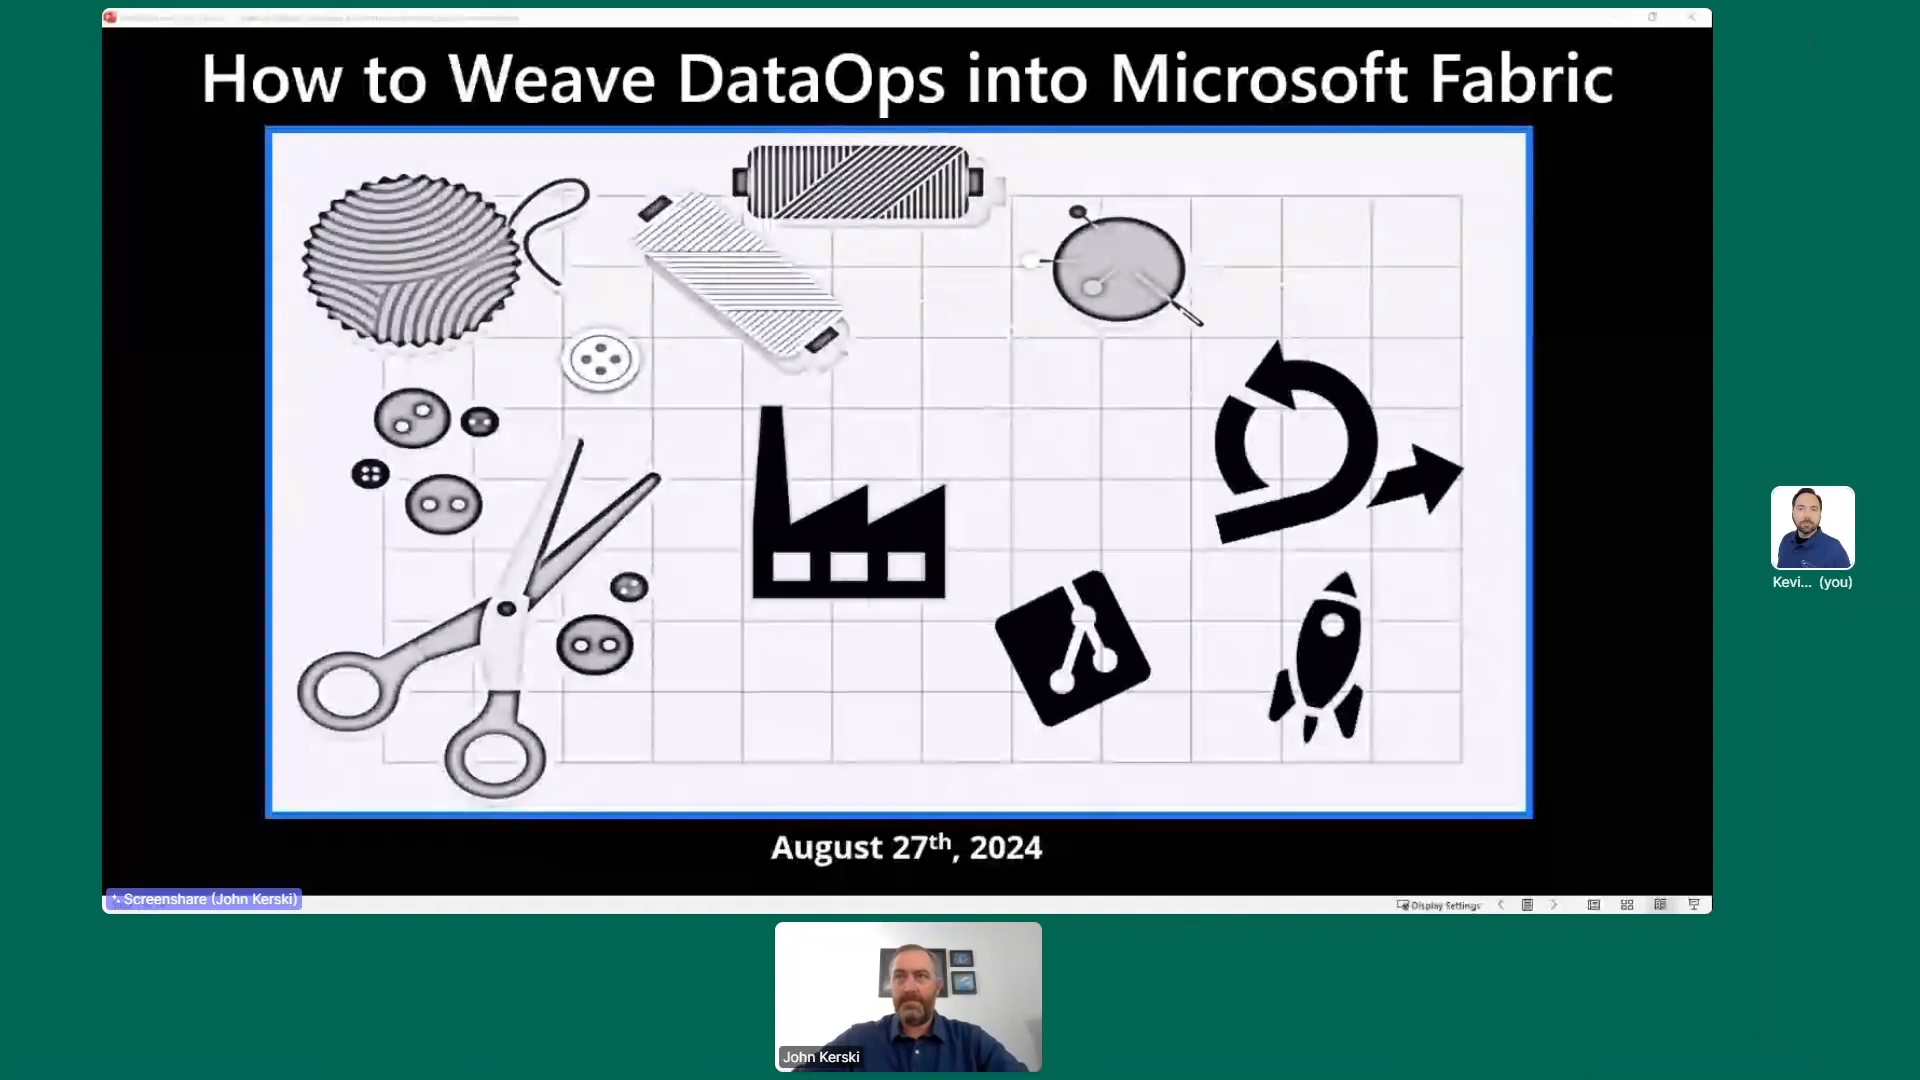 How to Weave DataOps into Microsoft Fabric
August 27th, 2024
Screenshare (John Kerski)
Display Settings
Kevi... (you)
John Kerski